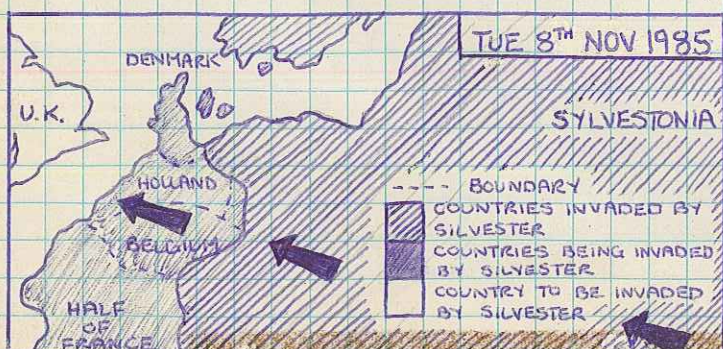 TUE 8TH NOV 1985
DENMARK
U.K.
SYLVESTONIA
HOLLAND
BELGIUM
HALF
OF
FRANCE
BOUNDARY
COUNTRIES INVADED BY
SILVESTER
COUNTRIES BEING INVADED
BY SILVESTER
COUNTRY TO BE INVADED
BY SILVESTER